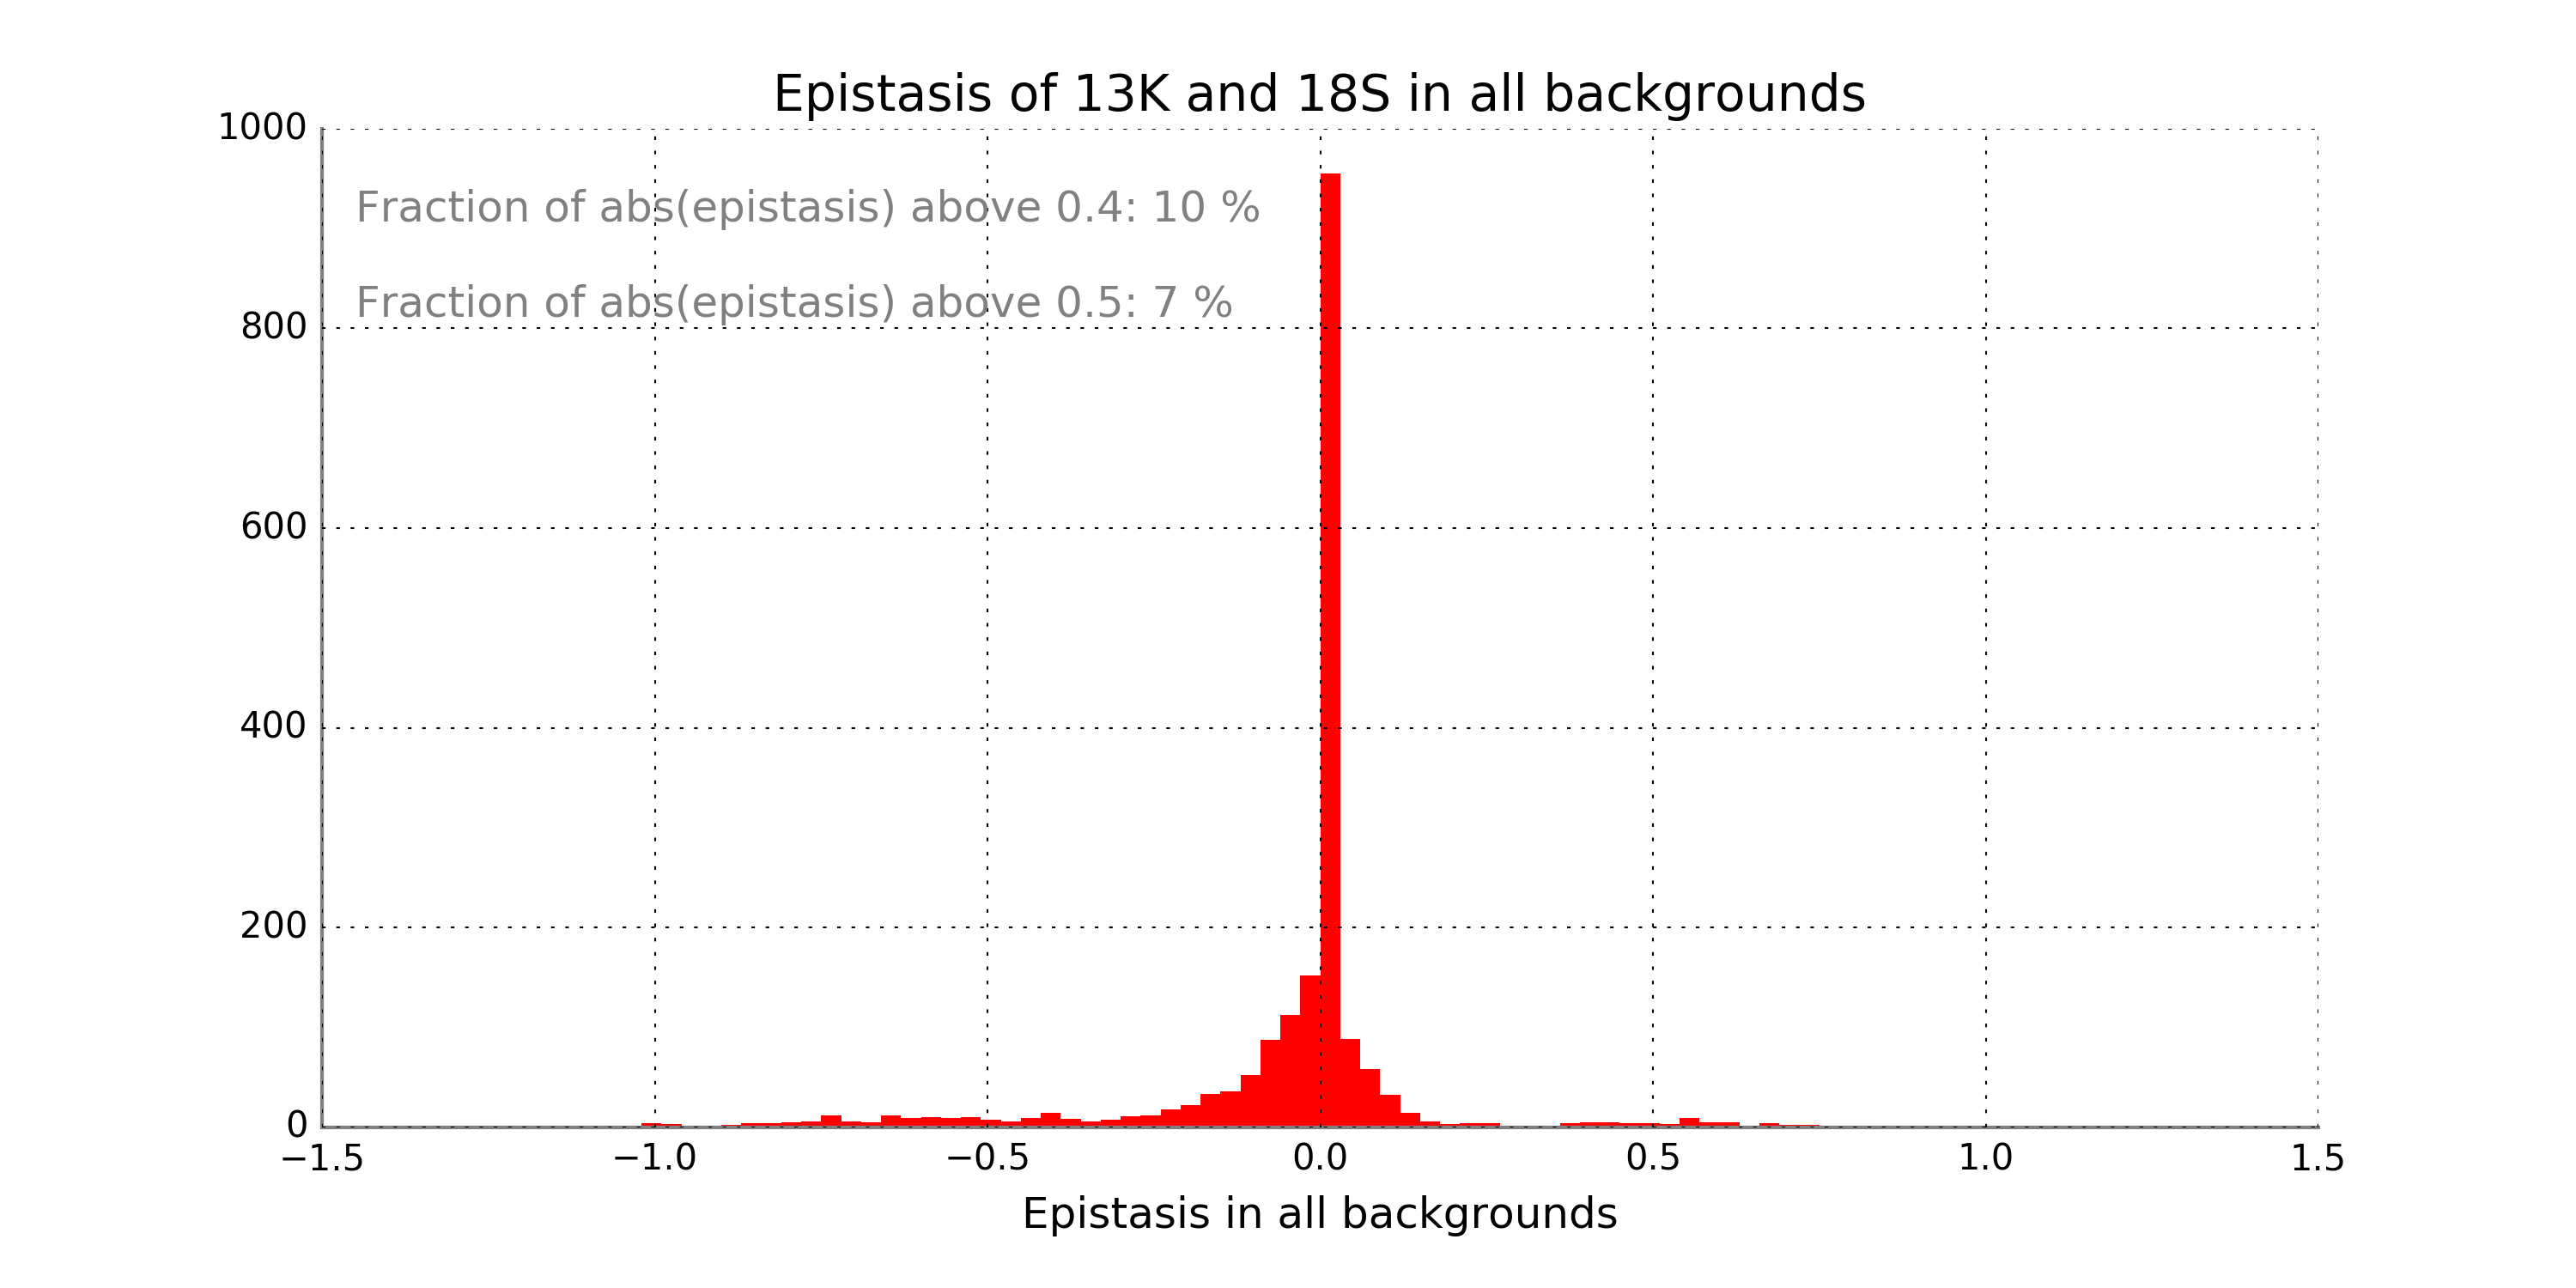 Epistasis of 13K and 18S in all backgrounds
1000
Fraction of abs(epistasis) above 0.4: 10 %
Fraction of abs(epistasis) above 0.5: 7 %
800
600
400
200
0
−1.5 −1.0 −0.5 0.0 0.5 1.0 1.5
Epistasis in all backgrounds